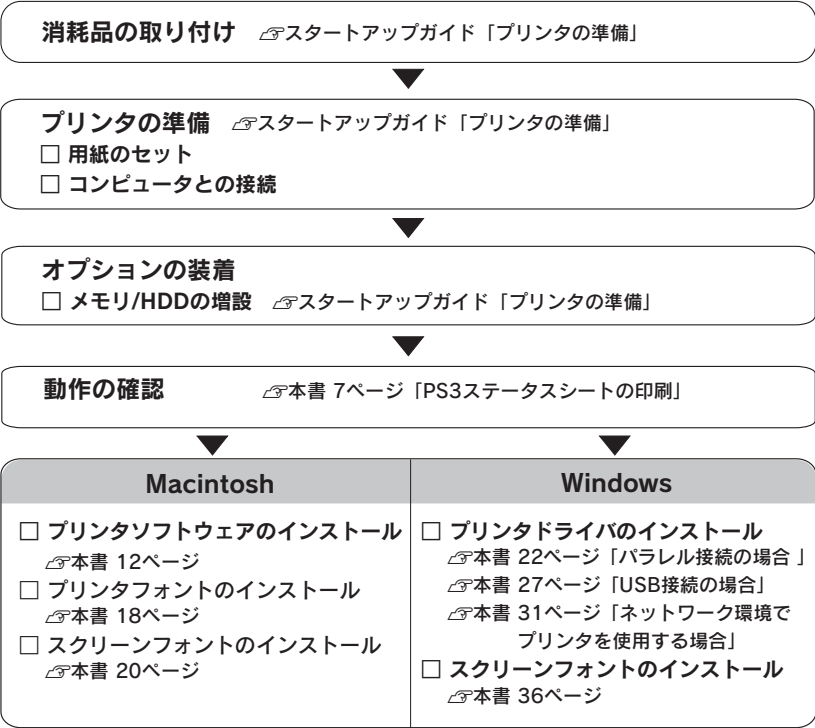 消耗品の取り付け ☞スタートアップガイド「プリンタの準備」
プリンタの準備 ☞スタートアップガイド「プリンタの準備」
□ 用紙のセット
□ コンピュータとの接続
オプションの装着
□ メモリ/HDDの増設 ☞スタートアップガイド「プリンタの準備」
動作の確認 ☞本書 7ページ「PS3ステータスシートの印刷」
Macintosh
□ プリンタソフトウェアのインストール
☞本書 12ページ
□ プリンタフォントのインストール
☞本書 18ページ
□ スクリーンフォントのインストール
☞本書 20ページ
Windows
□ プリンタドライバのインストール
☞本書 22ページ「パラレル接続の場合 」
☞本書 27ページ「USB接続の場合」
☞本書 31ページ「ネットワーク環境で
プリンタを使用する場合」
□ スクリーンフォントのインストール
☞本書 36ページ